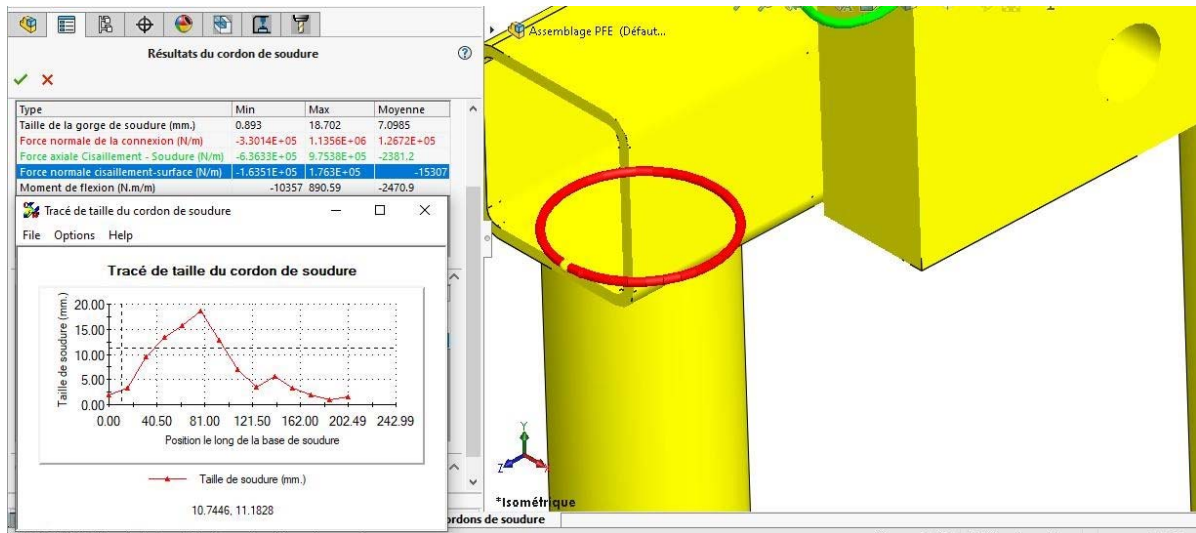 Résultats du cordon de soudure
Type Min Max Moyenne
Taille de la gorge de soudure (mm.) 0.893 18.702 7.0985
Force normale de la connexion (N/m) -3.3014E+05 1.1356E+06 1.2672E+05
Force axiale Cisaillement - Soudure (N/m) -6.3633E+05 9.7538E+05 -2381.2
Force normale cisaillement-surface (N/m) -1.6351E+05 1.763E+05 -15307
Moment de flexion (N.m/m) -10357 890.59 -2470.9
Tracé de taille du cordon de soudure
File Options Help
Tracé de taille du cordon de soudure
Taille de soudure (mm.)
20.00
15.00
10.00
5.00
0.00
0.00 40.50 81.00 121.50 162.00 202.49 242.99
Position le long de la base de soudure
Taille de soudure (mm.)
10.7446, 11.1828
Assemblage PFE (Défaut...
Y
Z
*Isométrique
ordons de soudure